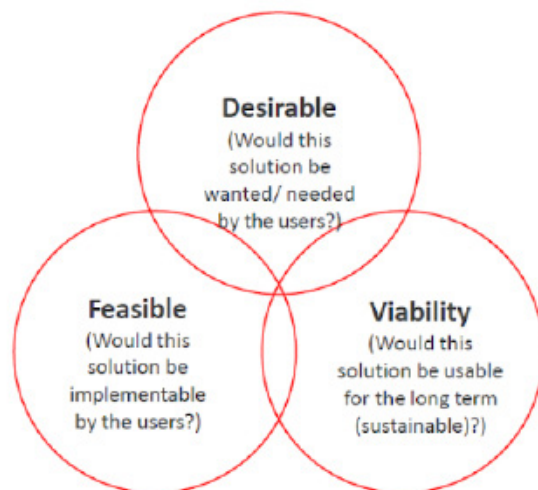 Desirable
(Would this
solution be
wanted/ needed
by the users?)
Feasible
(Would this
solution be
implementable
by the users?)
Viability
(Would this
solution be usable
for the long term
(sustainable)?)